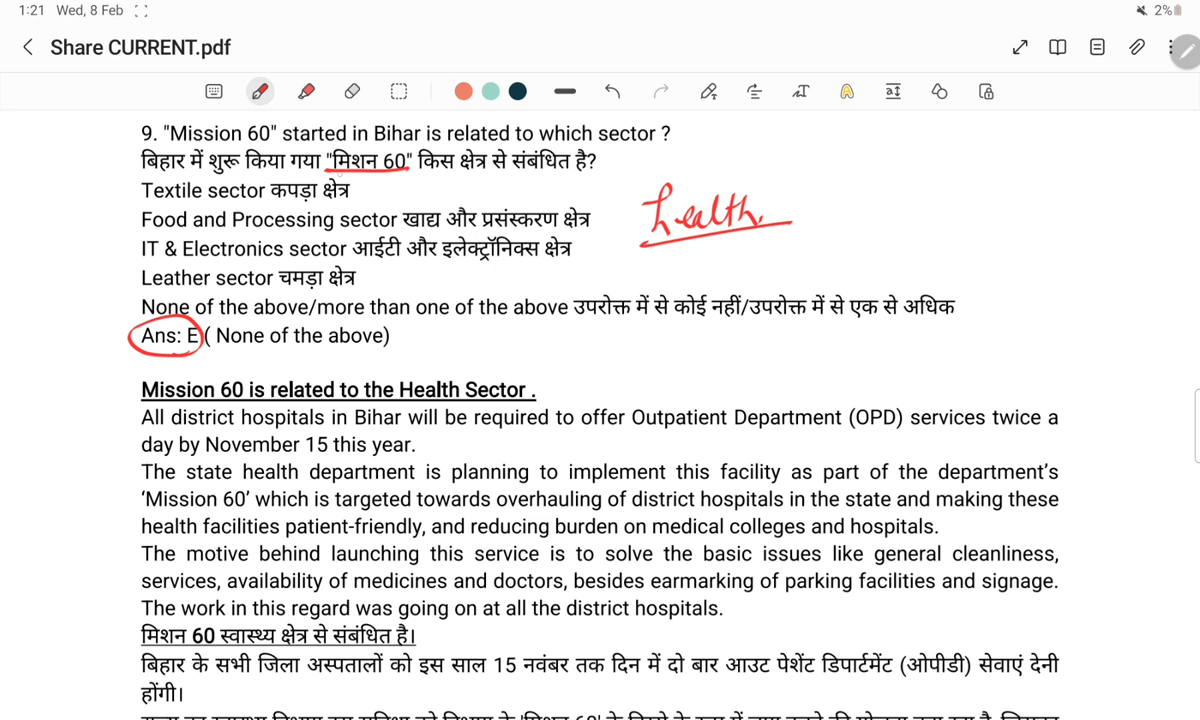 1:21 Wed, 8 Feb 2%
Share CURRENT.pdf
9. "Mission 60" started in Bihar is related to which sector ?
बिहार में शुरू किया गया "मिशन 60" किस क्षेत्र से संबंधित है?
Textile sector कपड़ा क्षेत्र
Food and Processing sector खाद्य और प्रसंस्करण क्षेत्र
health.
IT & Electronics sector आईटी और इलेक्ट्रॉनिक्स क्षेत्र
Leather sector चमड़ा क्षेत्र
None of the above/more than one of the above उपरोक्त में से कोई नहीं/उपरोक्त में से एक से अधिक
Ans: E ( None of the above)
Mission 60 is related to the Health Sector .
All district hospitals in Bihar will be required to offer Outpatient Department (OPD) services twice a
day by November 15 this year.
The state health department is planning to implement this facility as part of the department's
‘Mission 60’ which is targeted towards overhauling of district hospitals in the state and making these
health facilities patient-friendly, and reducing burden on medical colleges and hospitals.
The motive behind launching this service is to solve the basic issues like general cleanliness,
services, availability of medicines and doctors, besides earmarking of parking facilities and signage.
The work in this regard was going on at all the district hospitals.
मिशन 60 स्वास्थ्य क्षेत्र से संबंधित है।
बिहार के सभी जिला अस्पतालों को इस साल 15 नवंबर तक दिन में दो बार आउट पेशेंट डिपार्टमेंट (ओपीडी) सेवाएं देनी
होंगी।